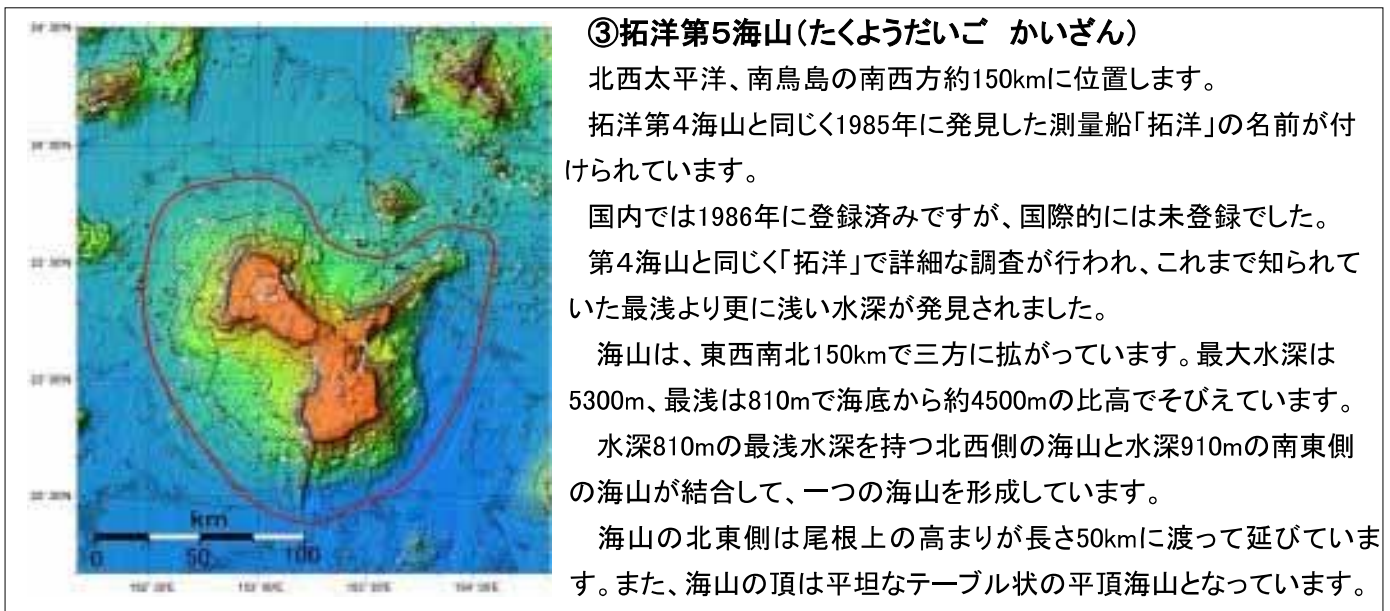 ③拓洋第5海山（たくようだいご　かいざん）
北西太平洋、南鳥島の南西方約150kmに位置します。
拓洋第4海山と同じく1985年に発見した測量船「拓洋」の名前が付
けられています。
国内では1986年に登録済みですが、国際的には未登録でした。
第4海山と同じく「拓洋」で詳細な調査が行われ、これまで知られて
いた最浅より更に浅い水深が発見されました。
海山は、東西南北150kmで三方に拡がっています。最大水深は
5300m、最浅は810mで海底から約4500mの比高でそびえています。
水深810mの最浅水深を持つ北西側の海山と水深910mの南東側
の海山が結合して、一つの海山を形成しています。
海山の北東側は尾根上の高まりが長さ50kmに渡って延びていま
す。また、海山の頂は平坦なテーブル状の平頂海山となっています。
km
0 50 100